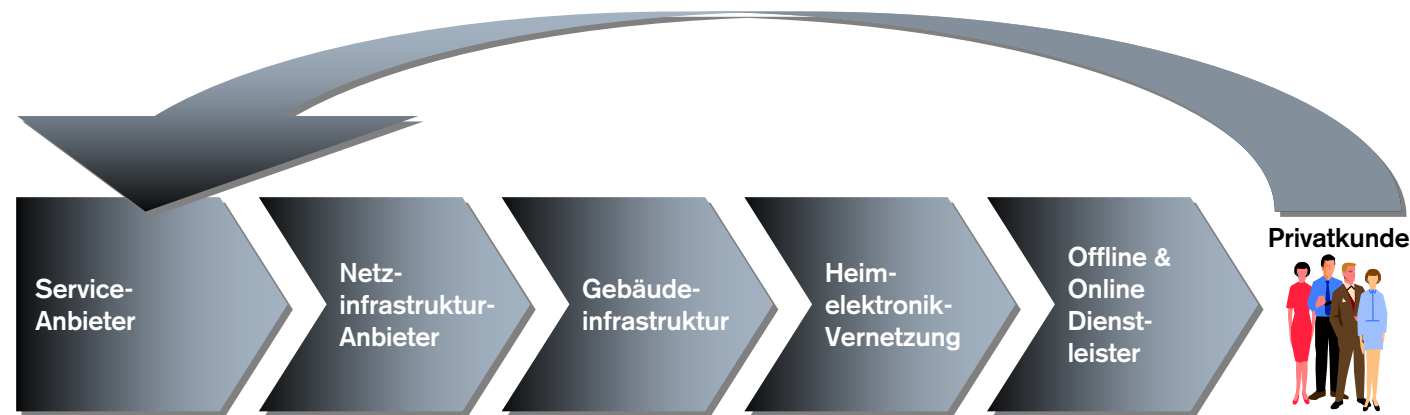 Service-
Anbieter
Netz-
infrastruktur-
Anbieter
Gebäude-
infrastruktur
Heim-
elektronik-
Vernetzung
Offline &
Online
Dienst-
leister
Privatkunde